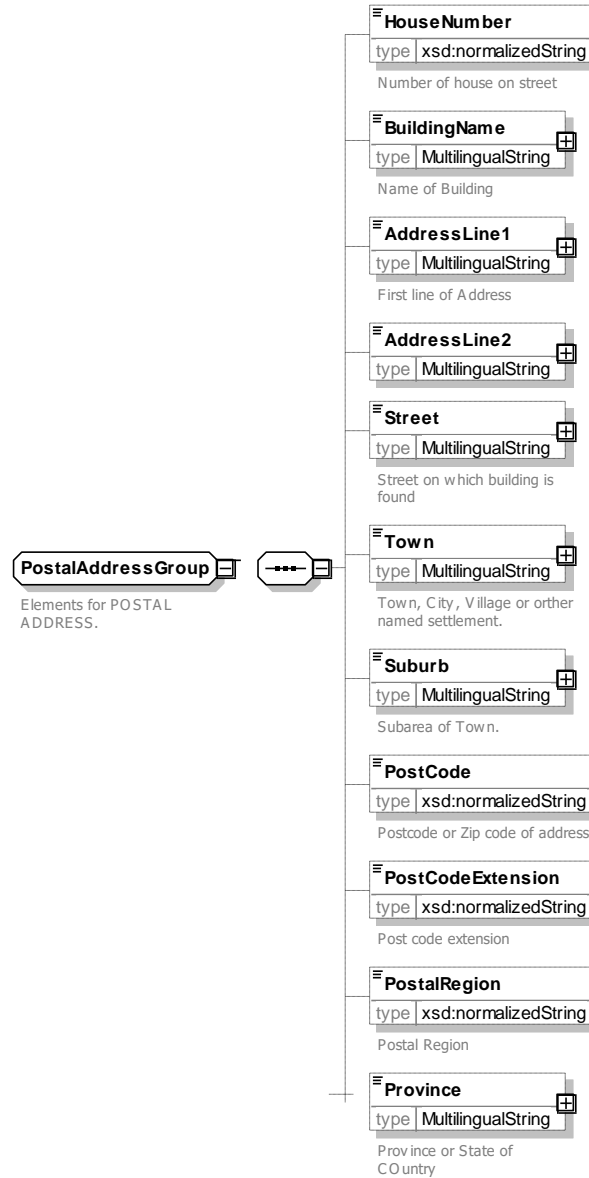 HouseNumber
type xsd:normalizedString
Number of house on street
BuildingName
type MultilingualString
Name of Building
AddressLine1
type MultilingualString
First line of Address
AddressLine2
type MultilingualString
Street
type MultilingualString
Street on which building is
found
PostalAddressGroup
Elements for POSTAL
ADDRESS.
Town
type MultilingualString
Town, City, Village or orther
named settlement.
Suburb
type MultilingualString
Subarea of Town.
PostCode
type xsd:normalizedString
Postcode or Zip code of address
PostCodeExtension
type xsd:normalizedString
Post code extension
PostalRegion
type xsd:normalizedString
Postal Region
Province
type MultilingualString
Province or State of
COuntry